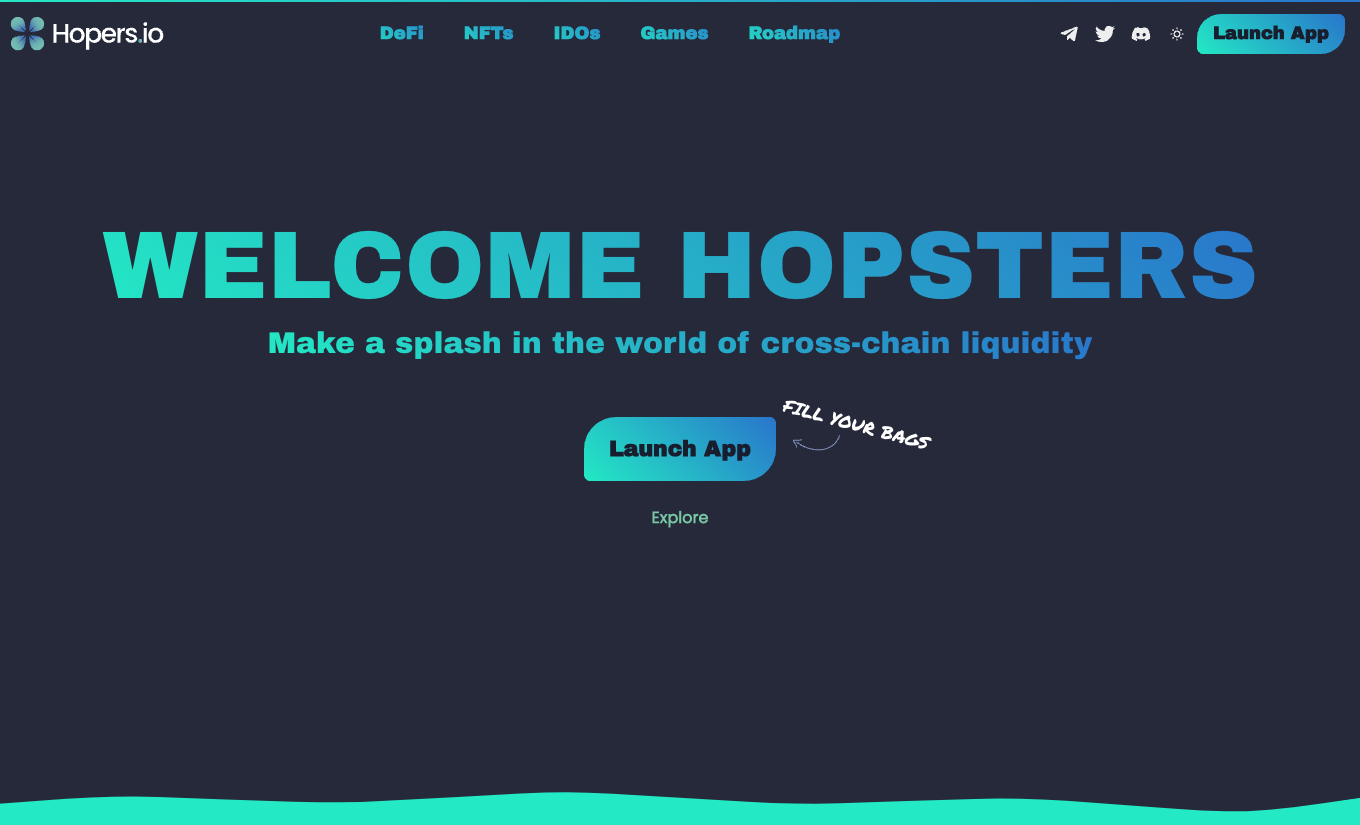 Hopers.io
DeFi NFTs IDOs Games Roadmap
Launch App
WELCOME HOPSTERS
Make a splash in the world of cross-chain liquidity
FILL YOUR BAGS
Launch App
Explore